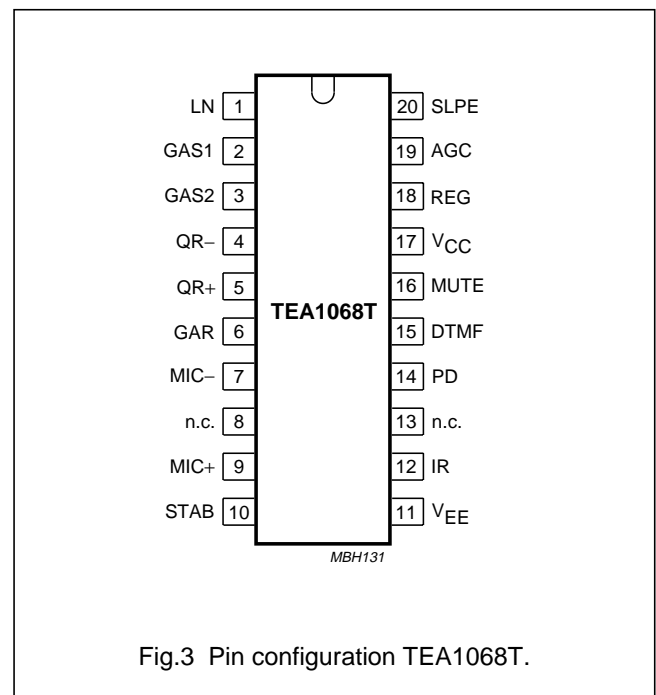 LN 1 20 SLPE
GAS1 2 19 AGC
GAS2 3 18 REG
QR− 4 17 VCC
QR+ 5 16 MUTE
TEA1068T
GAR 6 15 DTMF
MIC− 7 14 PD
n.c. 8 13 n.c.
MIC+ 9 12 IR
STAB 10 11 VEE
MBH131
Fig.3 Pin configuration TEA1068T.